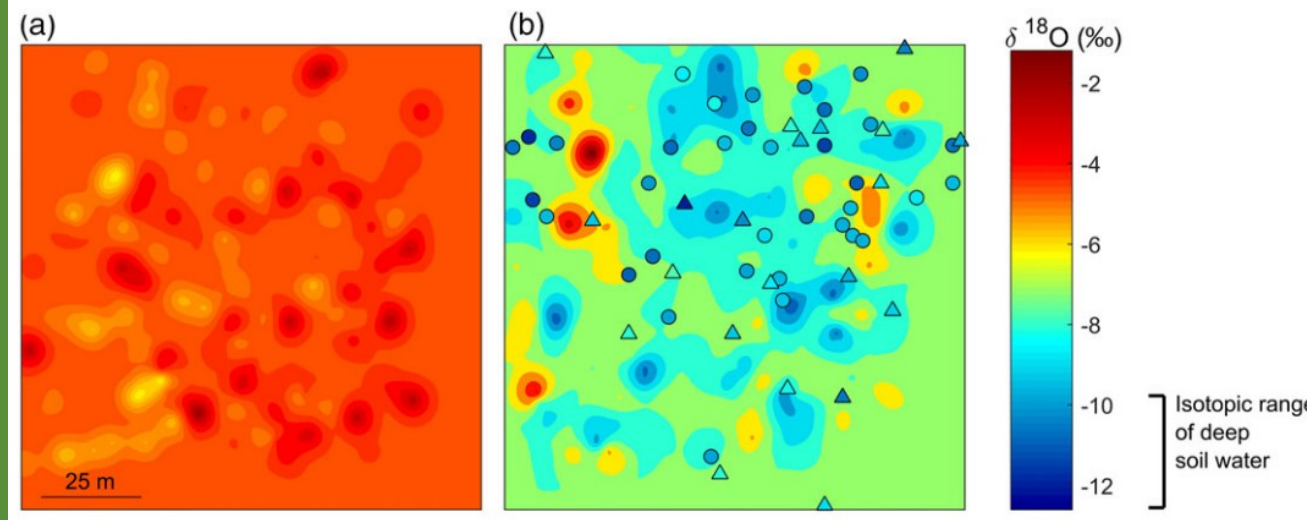 (a)
(b)
δ ¹⁸O (‰)
-2
-4
-6
-8
-10
-12
Isotopic range
of deep
soil water
25 m